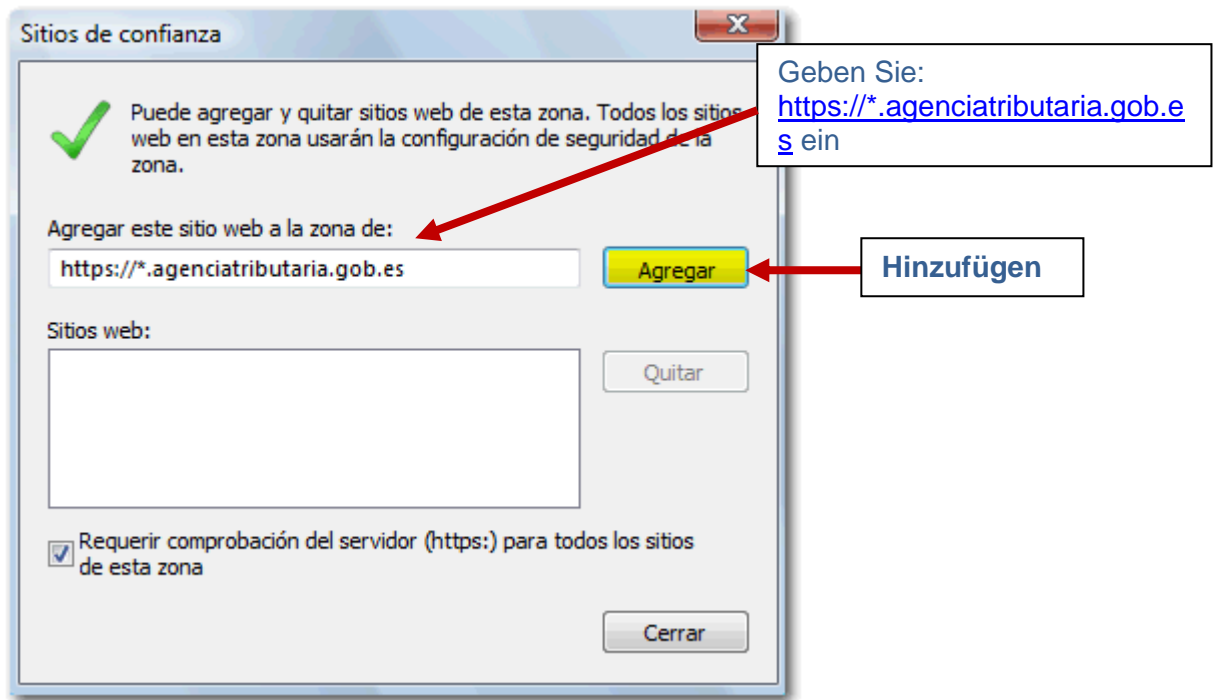 Sitios de confianza
Geben Sie:
https://*.agenciatributaria.gob.e
s ein
Puede agregar y quitar sitios web de esta zona. Todos los sitios
web en esta zona usarán la configuración de seguridad de la
zona.
Agregar este sitio web a la zona de:
https://*.agenciatributaria.gob.es
Agregar
Hinzufügen
Sitios web:
Quitar
Requerir comprobación del servidor (https:) para todos los sitios
de esta zona
Cerrar